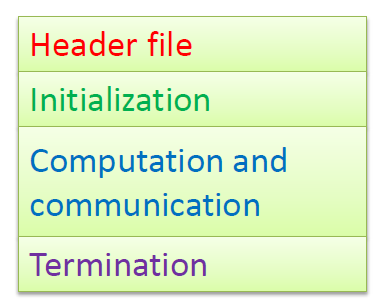 Header file
Initialization
Computation and
communication
Termination